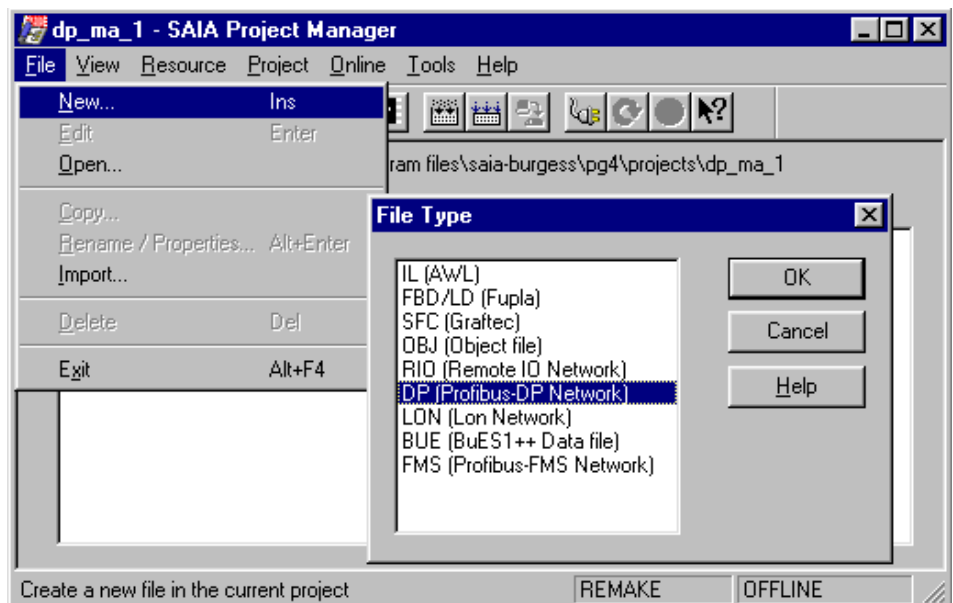 dp_ma_1 - SAIA Project Manager
File View Resource Project Online Tools Help
New... Ins
Edit Enter
Open...
Copy...
Rename / Properties... Alt+Enter
Import...
Delete Del
Exit Alt+F4
ram files\saia-burgess\pg4\projects\dp_ma_1
File Type
IL (AWL)
FBD/LD (Fupla)
SFC (Graftec)
OBJ (Object file)
RIO (Remote IO Network)
DP (Profibus-DP Network)
LON (Lon Network)
BUE (BuES1++ Data file)
FMS (Profibus-FMS Network)
OK
Cancel
Help
Create a new file in the current project REMAKE OFFLINE